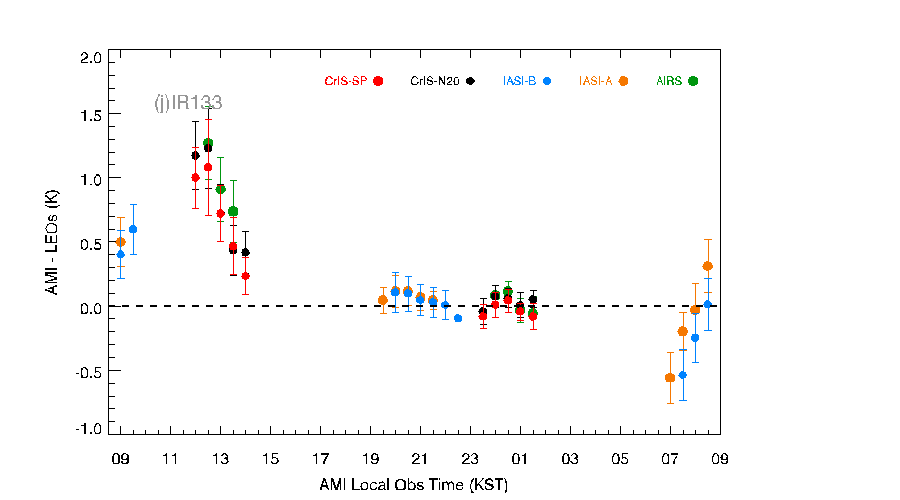 2.0
CrIS-SP CrIS-N20 IASI-B IASI-A AIRS
(j)IR133
1.5
1.0
0.5
0.0
-0.5
-1.0
AMI - LEOs (K)
09 11 13 15 17 19 21 23 01 03 05 07 09
AMI Local Obs Time (KST)